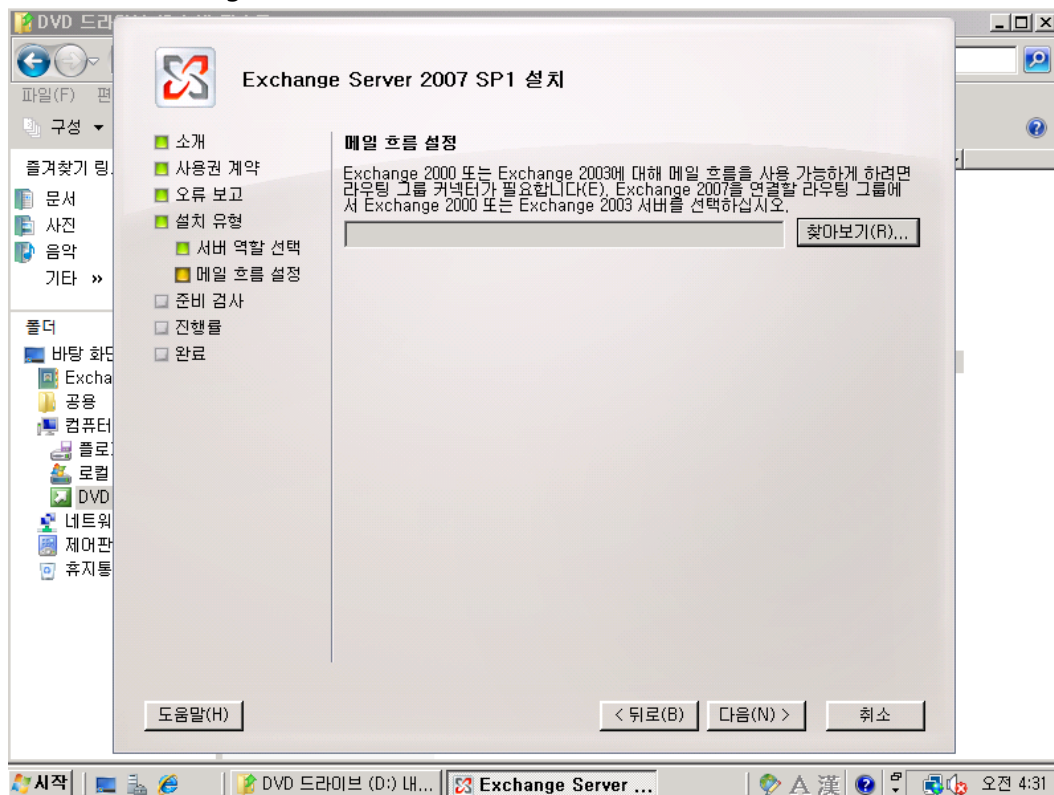 DVD 드라
파일(F) 편
구성
즐겨찾기 링
문서
사진
음악
기타 »
폴더
바탕 화면
Excha
공용
컴퓨터
플로
로컬
DVD
네트워
제어판
휴지통
Exchange Server 2007 SP1 설치
소개
사용권 계약
오류 보고
설치 유형
서버 역할 선택
메일 흐름 설정
준비 검사
진행률
완료
메일 흐름 설정
Exchange 2000 또는 Exchange 2003에 대해 메일 흐름을 사용 가능하게 하려면
라우팅 그룹 커넥터가 필요합니다(E). Exchange 2007을 연결할 라우팅 그룹에
서 Exchange 2000 또는 Exchange 2003 서버를 선택하십시오.
찾아보기(R)...
도움말(H)
< 뒤로(B) 다음(N) > 취소
시작 DVD 드라이브 (D:) 내... Exchange Server ... A 漢 오전 4:31